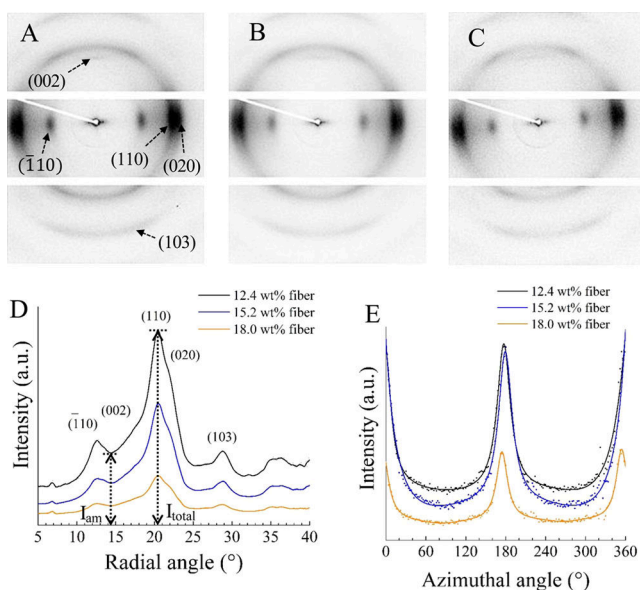 A
B
C
(002)
(1̅10)
(110)
(020)
(103)
D
12.4 wt% fiber
15.2 wt% fiber
18.0 wt% fiber
(110)
(020)
(1̅10)
(002)
(103)
I_am
I_total
Intensity (a.u.)
5 10 15 20 25 30 35 40
Radial angle (°)
E
12.4 wt% fiber
15.2 wt% fiber
18.0 wt% fiber
Intensity (a.u.)
0 60 120 180 240 300 360
Azimuthal angle (°)